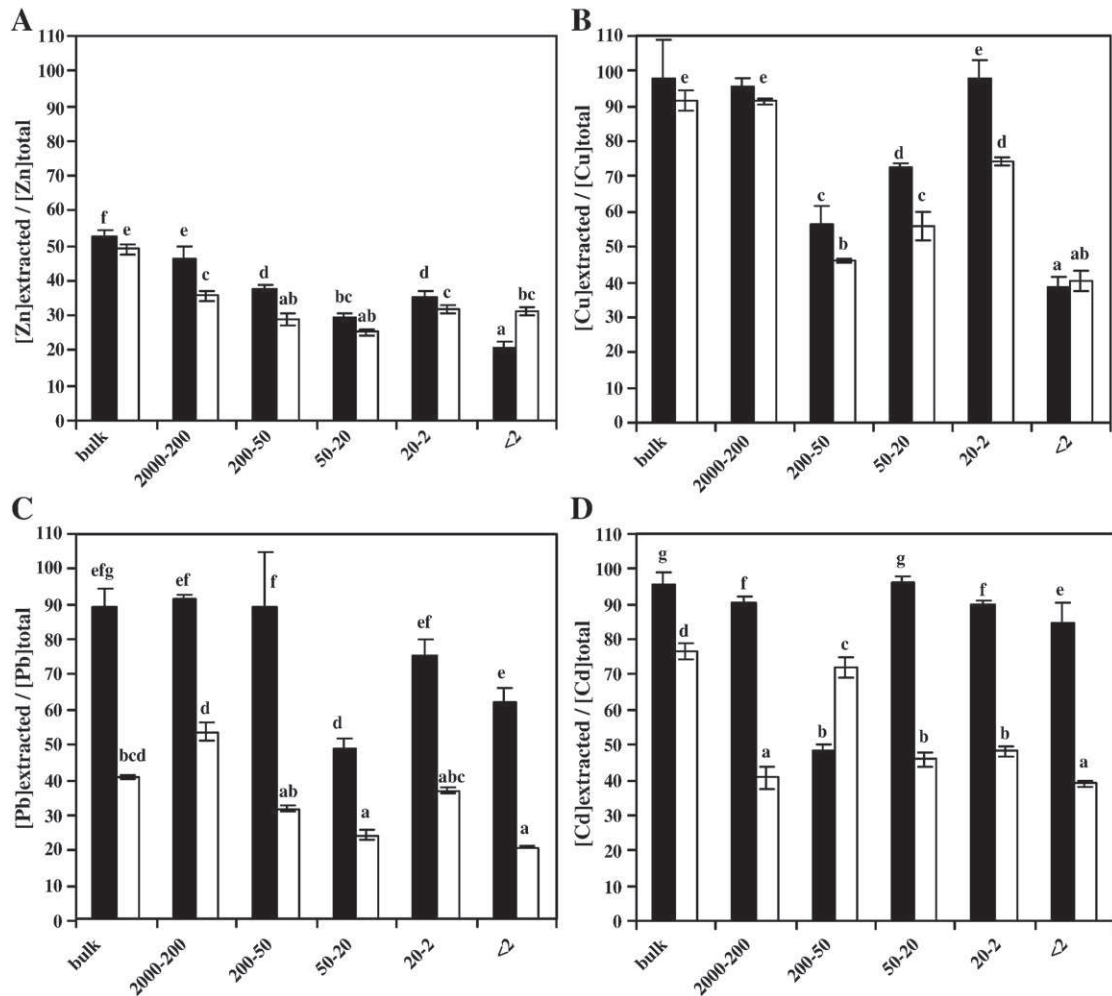 A
[Zn]extracted / [Zn]total
110
100
90
80
70
60
50
40
30
20
10
0
f
e
e
c
d
ab
bc
ab
d
c
a
bc
bulk
2000-200
200-50
50-20
20-2
<2
B
[Cu]extracted / [Cu]total
110
100
90
80
70
60
50
40
30
20
10
0
e
e
c
b
d
c
e
d
a
ab
bulk
2000-200
200-50
50-20
20-2
<2
C
[Pb]extracted / [Pb]total
110
100
90
80
70
60
50
40
30
20
10
0
efg
bcd
ef
d
f
ab
d
a
ef
abc
e
a
bulk
2000-200
200-50
50-20
20-2
<2
D
[Cd]extracted / [Cd]total
110
100
90
80
70
60
50
40
30
20
10
0
g
d
f
a
b
c
g
b
f
b
e
a
bulk
2000-200
200-50
50-20
20-2
<2